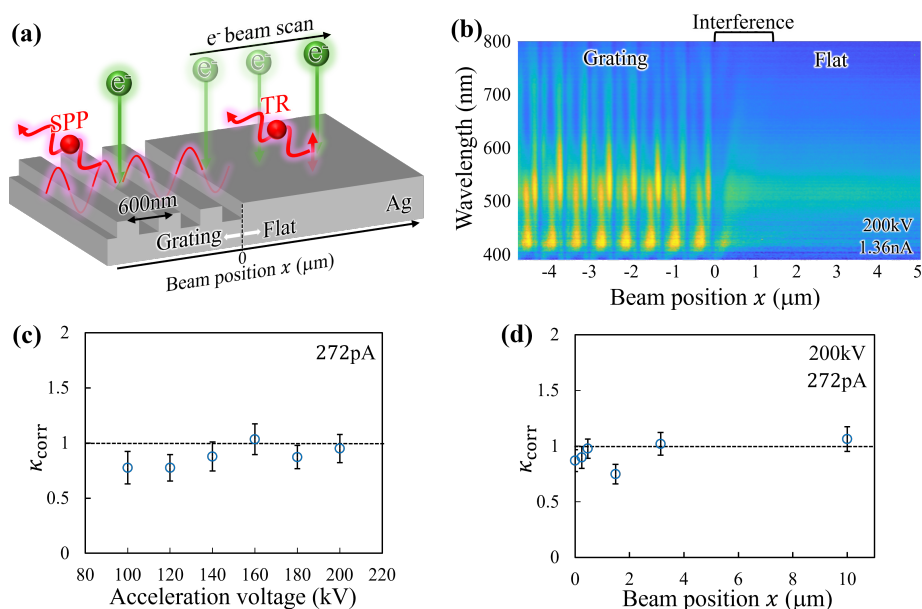 (a)
e⁻ beam scan
e⁻
e⁻
e⁻
e⁻
SPP
TR
600nm
Ag
Grating
Flat
0
Beam position x (μm)
(b)
Interference
Grating
Flat
200kV
1.36nA
Wavelength (nm)
800
700
600
500
400
-4 -3 -2 -1 0 1 2 3 4 5
Beam position x (μm)
(c)
272pA
κcorr
2
1.5
1
0.5
0
80 100 120 140 160 180 200 220
Acceleration voltage (kV)
(d)
200kV
272pA
κcorr
2
1.5
1
0.5
0
0 2 4 6 8 10
Beam position x (μm)